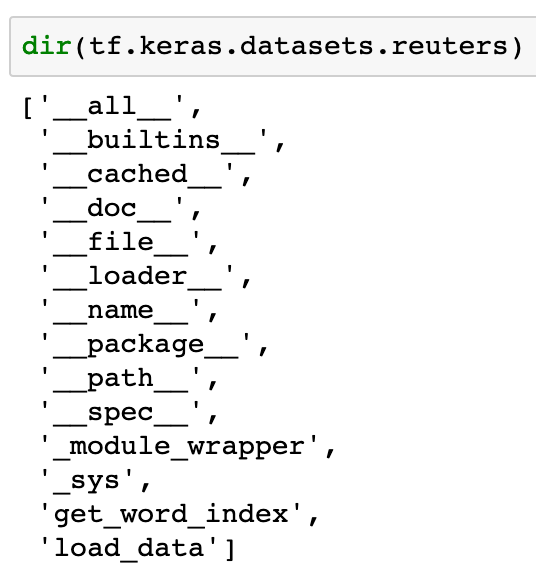 dir(tf.keras.datasets.reuters)
['__all__',
'__builtins__',
'__cached__',
'__doc__',
'__file__',
'__loader__',
'__name__',
'__package__',
'__path__',
'__spec__',
'_module_wrapper',
'_sys',
'get_word_index',
'load_data']